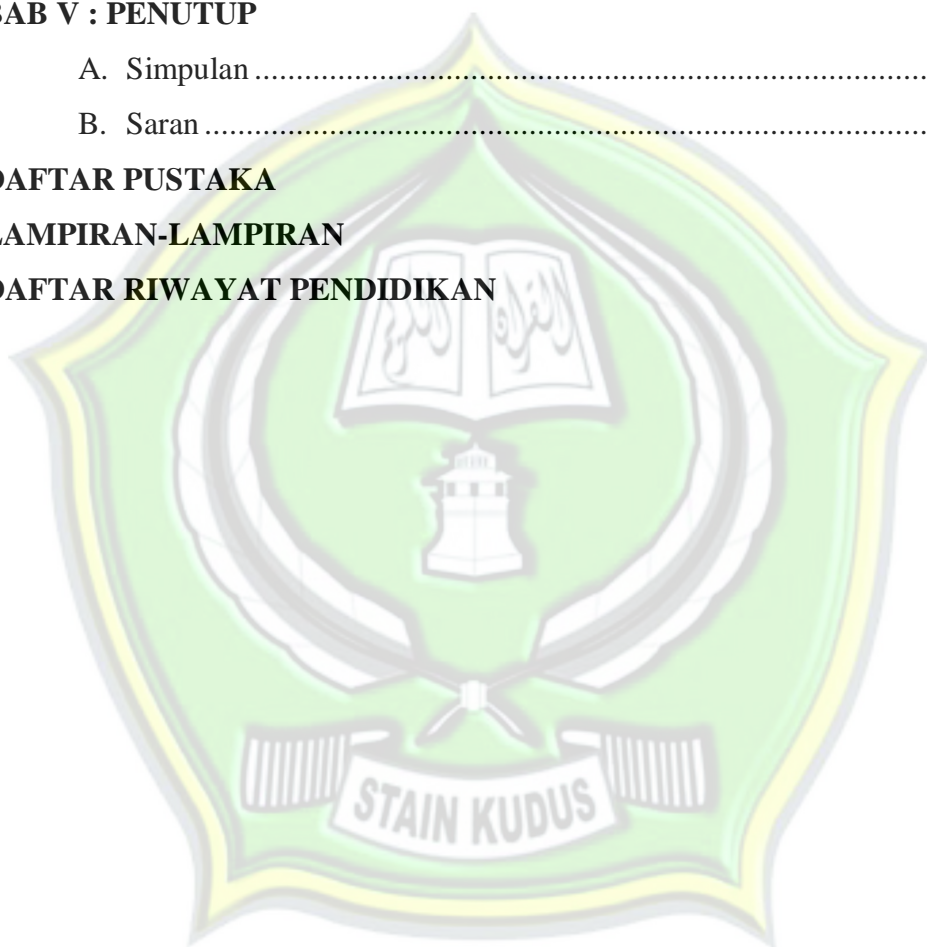 BAB V : PENUTUP
A. Simpulan ................................................................................
B. Saran ......................................................................................
DAFTAR PUSTAKA
LAMPIRAN-LAMPIRAN
DAFTAR RIWAYAT PENDIDIKAN
STAIN KUDUS